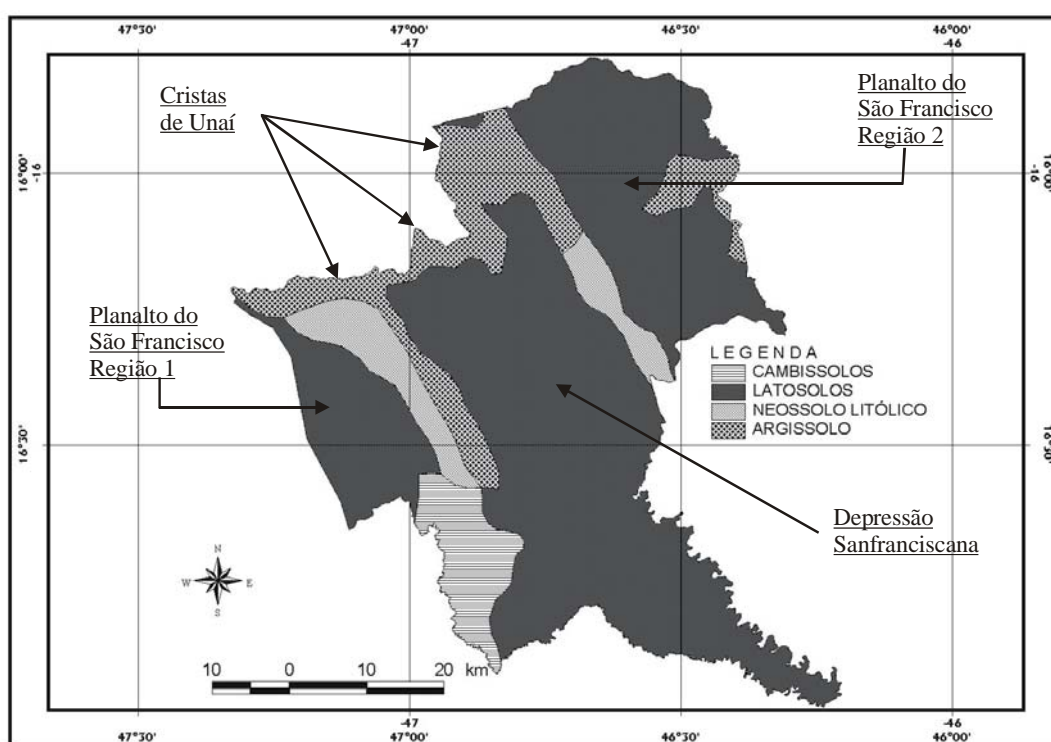 47°30' 47°00' 46°30' 46°00'
-47 -46
Cristas
de Unaí
Planalto do
São Francisco
Região 2
16°00'
-16
-16
16°00'
Planalto do
São Francisco
Região 1
LEGENDA
CAMBISSOLOS
LATOSOLOS
NEOSSOLO LITÓLICO
ARGISSOLO
16°30'
16°30'
Depressão
Sanfranciscana
N
W E
S
10 0 10 20 km
-47 -46
47°30' 47°00' 46°30' 46°00'